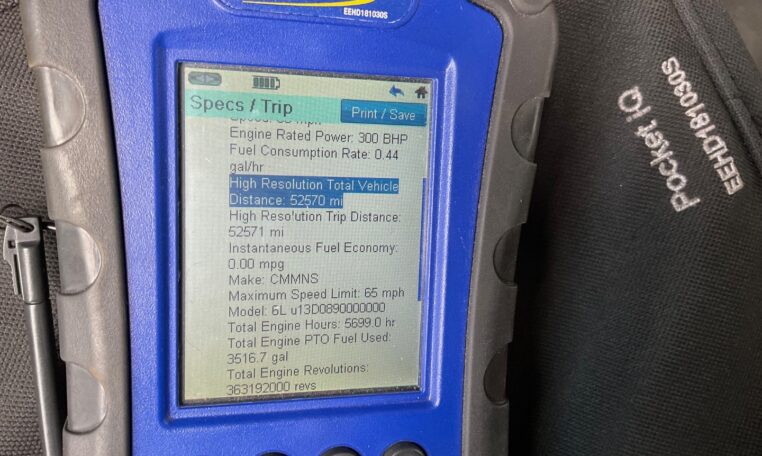 EEHD181030S
Specs / Trip
Print / Save
Engine Rated Power: 300 BHP
Fuel Consumption Rate: 0.44
gal/hr
High Resolution Total Vehicle
Distance: 52570 mi
High Resolution Trip Distance:
52571 mi
Instantaneous Fuel Economy:
0.00 mpg
Make: CMMNS
Maximum Speed Limit: 65 mph
Model: 6L u13D0890000000
Total Engine Hours: 5699.0 hr
Total Engine PTO Fuel Used:
3516.7 gal
Total Engine Revolutions:
363192000 revs
Pocket iQ
EEHD181030S